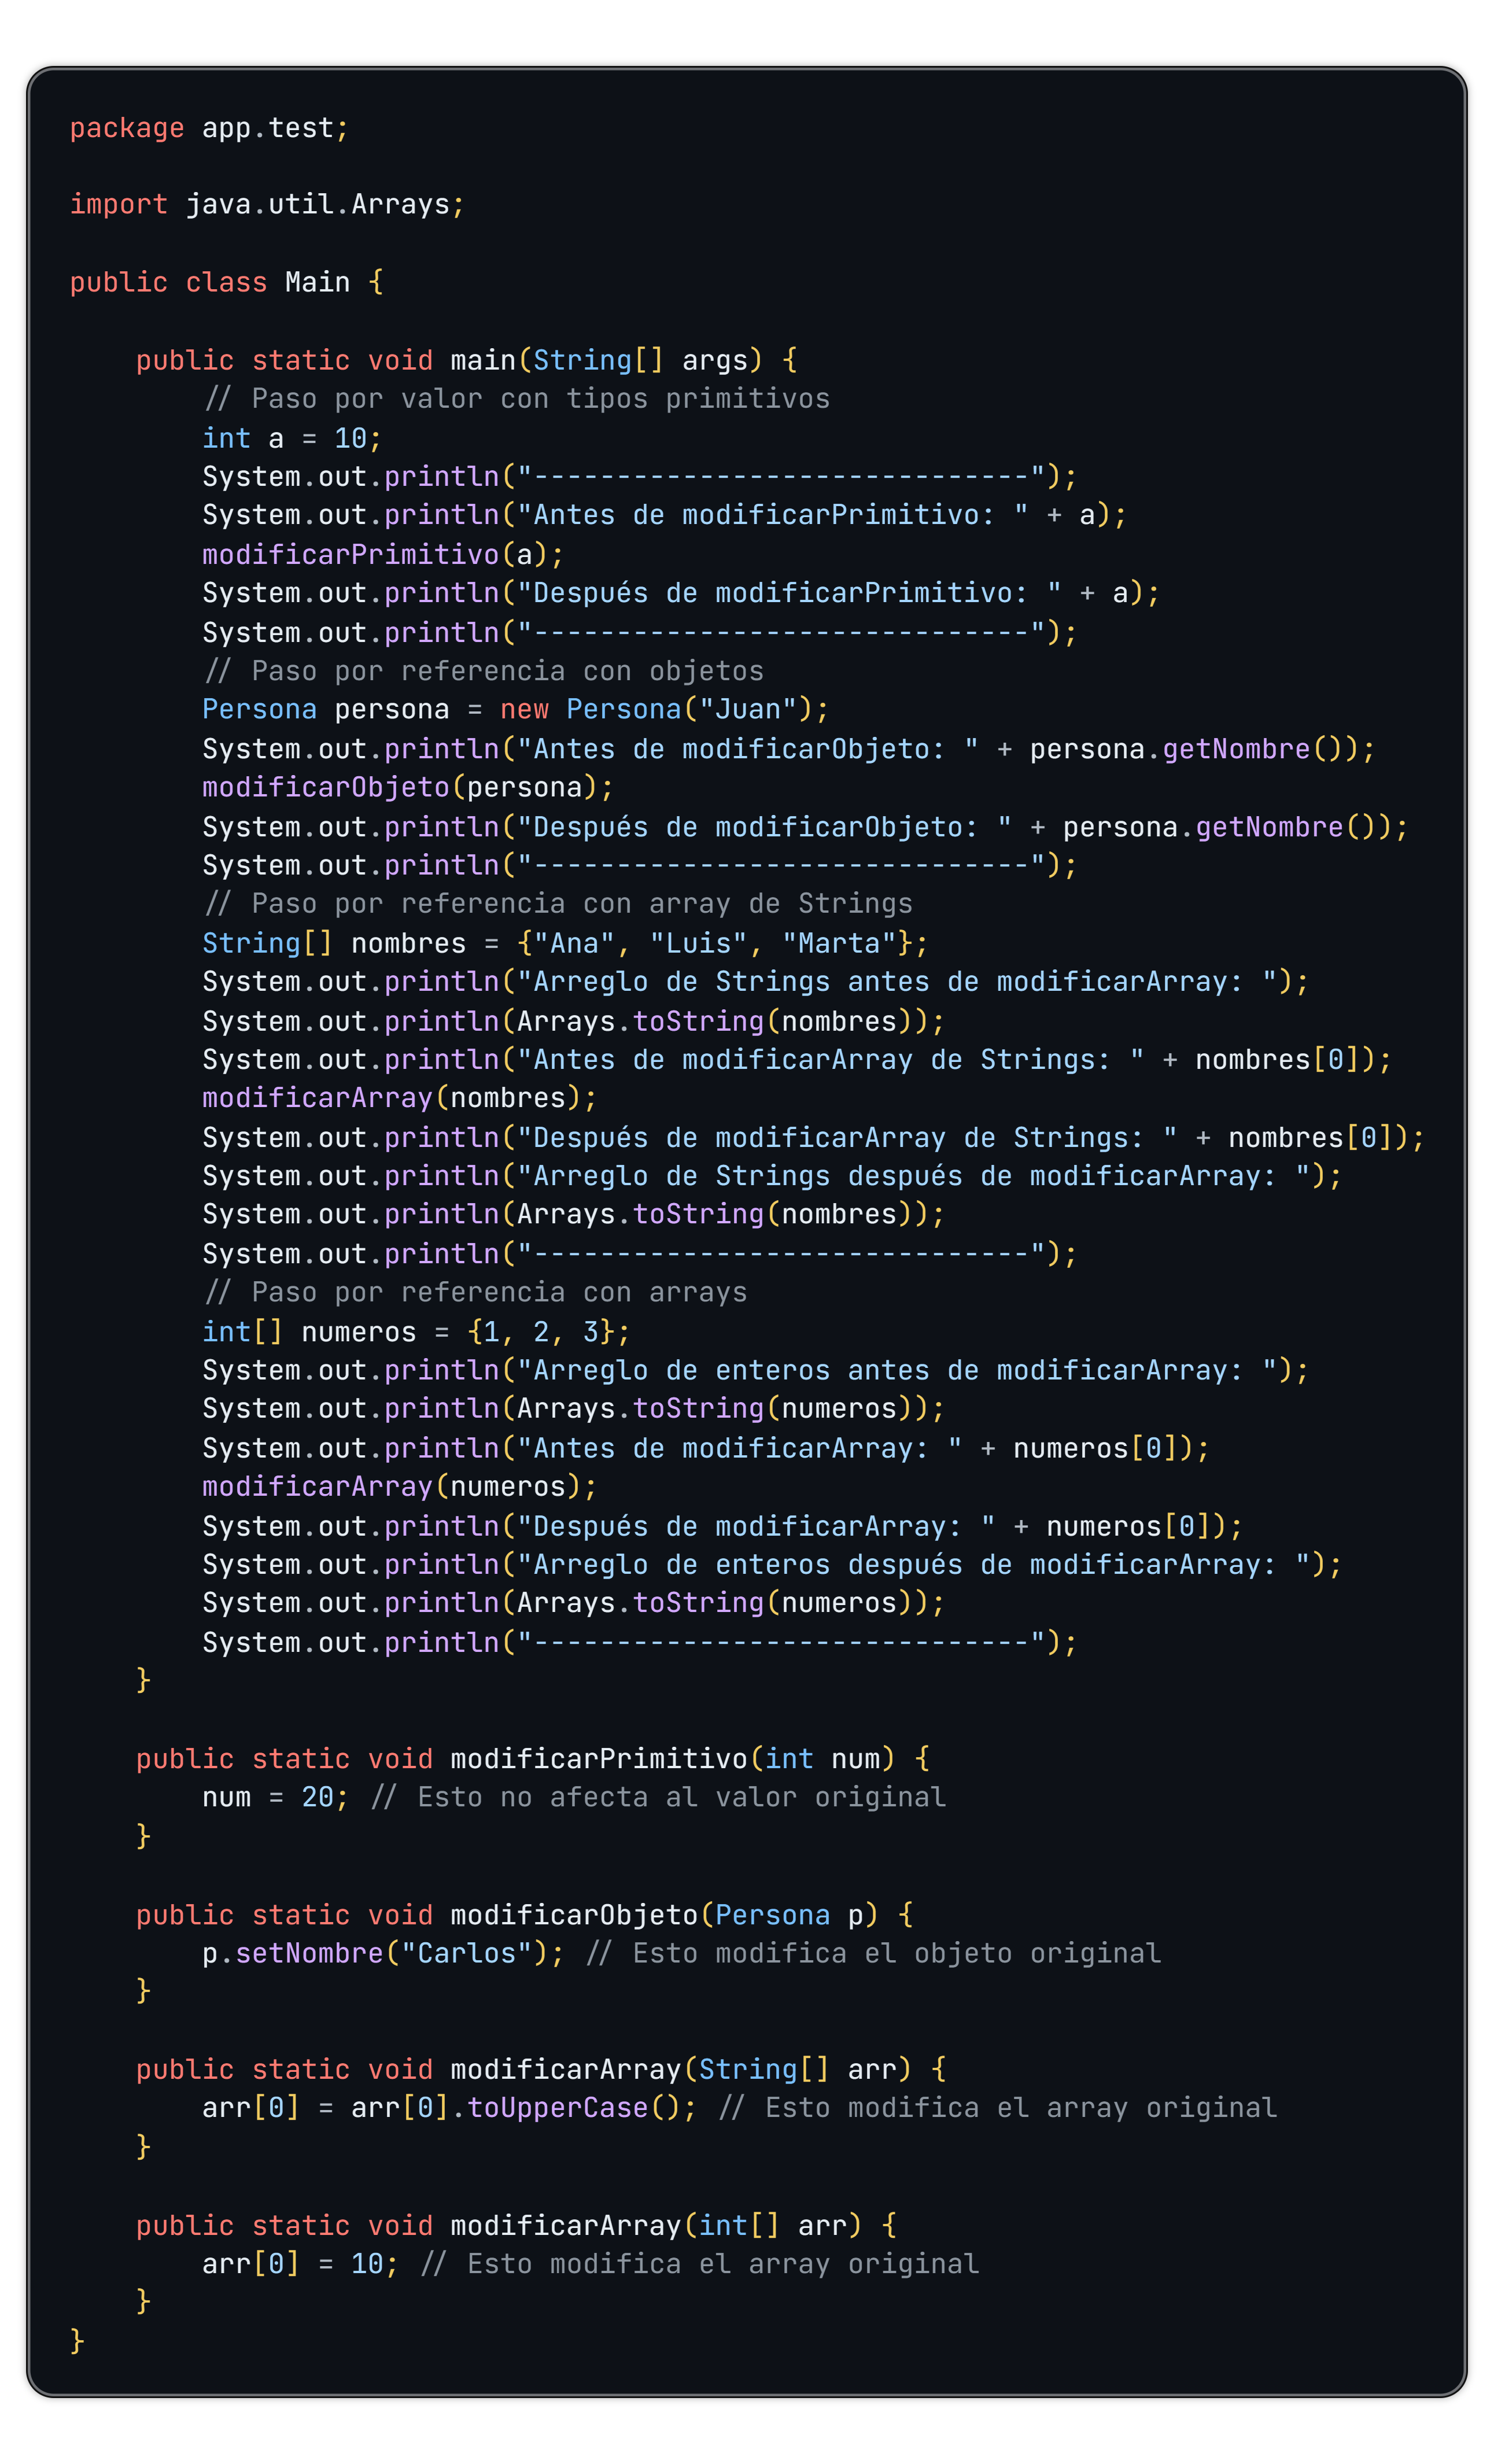 package app.test;

import java.util.Arrays;

public class Main {

    public static void main(String[] args) {
        // Paso por valor con tipos primitivos
        int a = 10;
        System.out.println("------------------------------");
        System.out.println("Antes de modificarPrimitivo: " + a);
        modificarPrimitivo(a);
        System.out.println("Después de modificarPrimitivo: " + a);
        System.out.println("------------------------------");
        // Paso por referencia con objetos
        Persona persona = new Persona("Juan");
        System.out.println("Antes de modificarObjeto: " + persona.getNombre());
        modificarObjeto(persona);
        System.out.println("Después de modificarObjeto: " + persona.getNombre());
        System.out.println("------------------------------");
        // Paso por referencia con array de Strings
        String[] nombres = {"Ana", "Luis", "Marta"};
        System.out.println("Arreglo de Strings antes de modificarArray: ");
        System.out.println(Arrays.toString(nombres));
        System.out.println("Antes de modificarArray de Strings: " + nombres[0]);
        modificarArray(nombres);
        System.out.println("Después de modificarArray de Strings: " + nombres[0]);
        System.out.println("Arreglo de Strings después de modificarArray: ");
        System.out.println(Arrays.toString(nombres));
        System.out.println("------------------------------");
        // Paso por referencia con arrays
        int[] numeros = {1, 2, 3};
        System.out.println("Arreglo de enteros antes de modificarArray: ");
        System.out.println(Arrays.toString(numeros));
        System.out.println("Antes de modificarArray: " + numeros[0]);
        modificarArray(numeros);
        System.out.println("Después de modificarArray: " + numeros[0]);
        System.out.println("Arreglo de enteros después de modificarArray: ");
        System.out.println(Arrays.toString(numeros));
        System.out.println("------------------------------");
    }

    public static void modificarPrimitivo(int num) {
        num = 20; // Esto no afecta al valor original
    }

    public static void modificarObjeto(Persona p) {
        p.setNombre("Carlos"); // Esto modifica el objeto original
    }

    public static void modificarArray(String[] arr) {
        arr[0] = arr[0].toUpperCase(); // Esto modifica el array original
    }

    public static void modificarArray(int[] arr) {
        arr[0] = 10; // Esto modifica el array original
    }
}